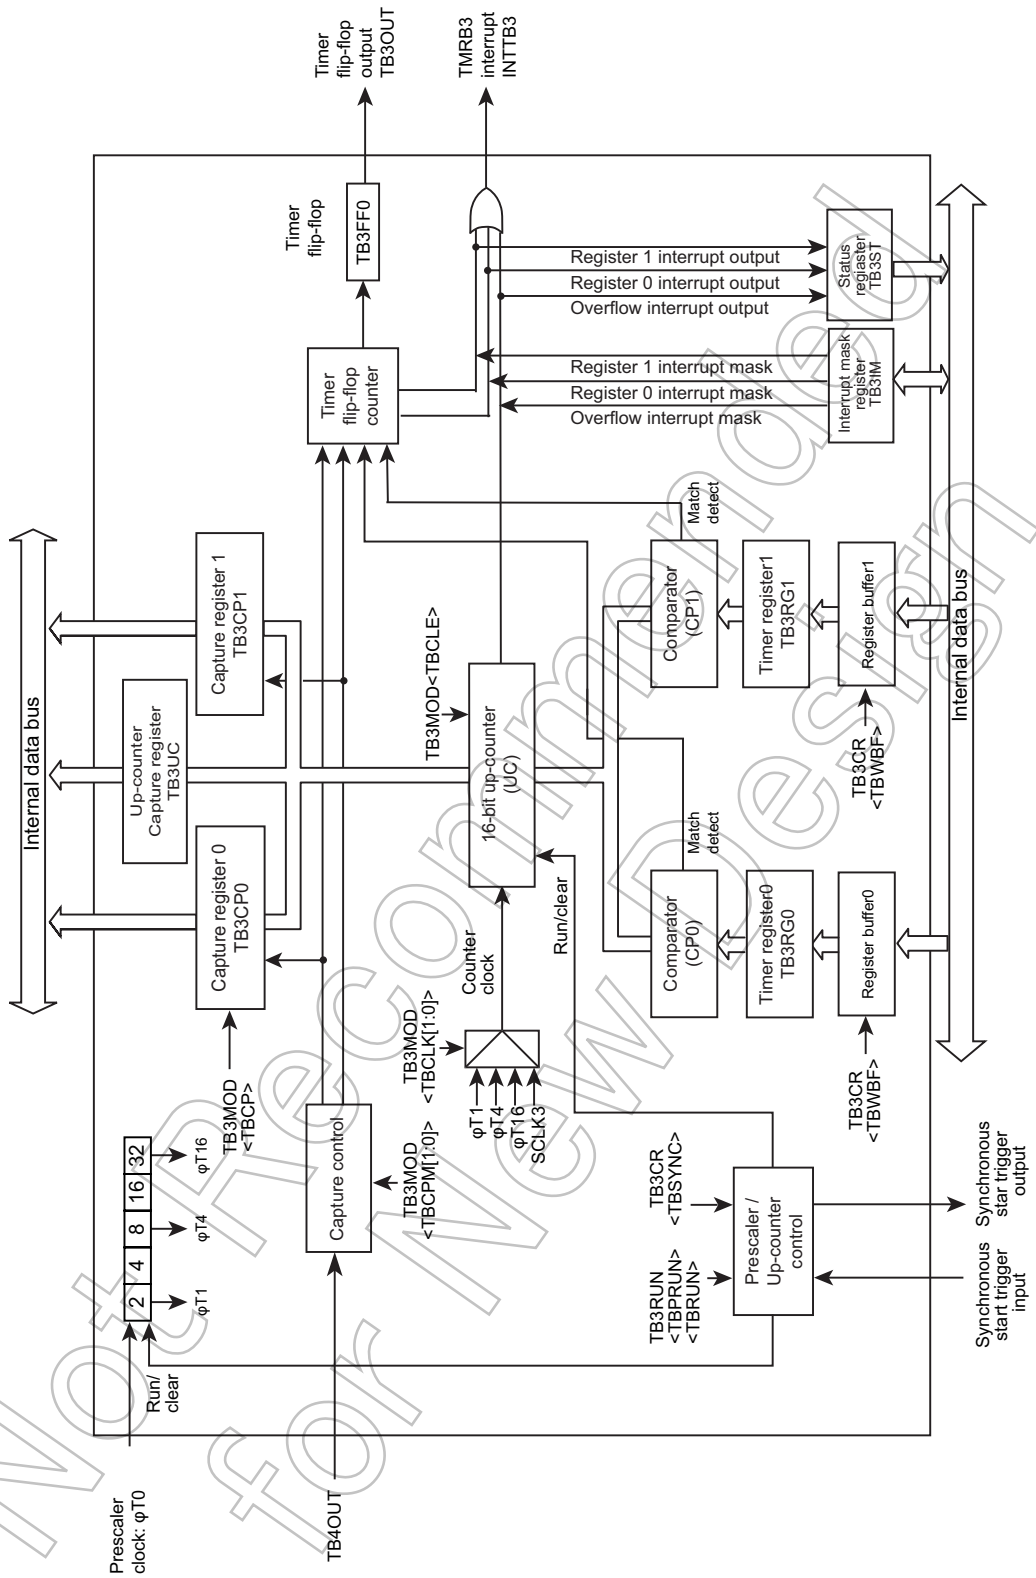 Internal data bus
Prescaler
clock: φT0
Run/
clear
2
4
8
16
32
φT1
φT4
φT16
TB3MOD
<TBCP>
Capture register 0
TB3CP0
Up-counter
Capture register
TB3UC
Capture register 1
TB3CP1
Timer
flip-flop
Timer
flip-flop
output
TB3OUT
TB4OUT
Capture control
TB3MOD
<TBCPM[1:0]>
Timer
flip-flop
counter
TB3FF0
TMRB3
interrupt
INTTB3
TB3MOD
<TBCLK[1:0]>
φT1
φT4
φT16
SCLK3
Counter
clock
TB3MOD<TBCLE>
16-bit up-counter
(UC)
Run/clear
Register 1 interrupt output
Register 0 interrupt output
Overflow interrupt output
Register 1 interrupt mask
Register 0 interrupt mask
Overflow interrupt mask
TB3RUN
<TBPRUN>
<TBRUN>
TB3CR
<TBSYNC>
Prescaler /
Up-counter
control
Comparator
(CP0)
Match
detect
Comparator
(CP1)
Match
detect
Timer register0
TB3RG0
Timer register1
TB3RG1
Register buffer0
Register buffer1
TB3CR
<TBWBF>
TB3CR
<TBWBF>
Interrupt mask
register
TB3IM
Status
regiaster
TB3ST
Internal data bus
Synchronous
start trigger
input
Synchronous
star trigger
output
Not Recommended
for New Design